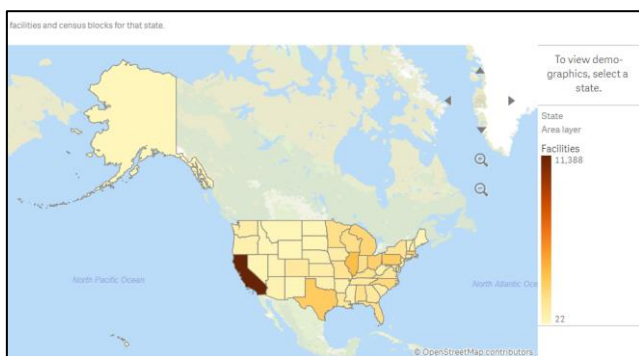 facilities and census blocks for that state.
To view demo-
graphics, select a
state.
State
Area layer
Facilities
11,388
22
North Pacific Ocean
North Atlantic Oce
© OpenStreetMap contributors